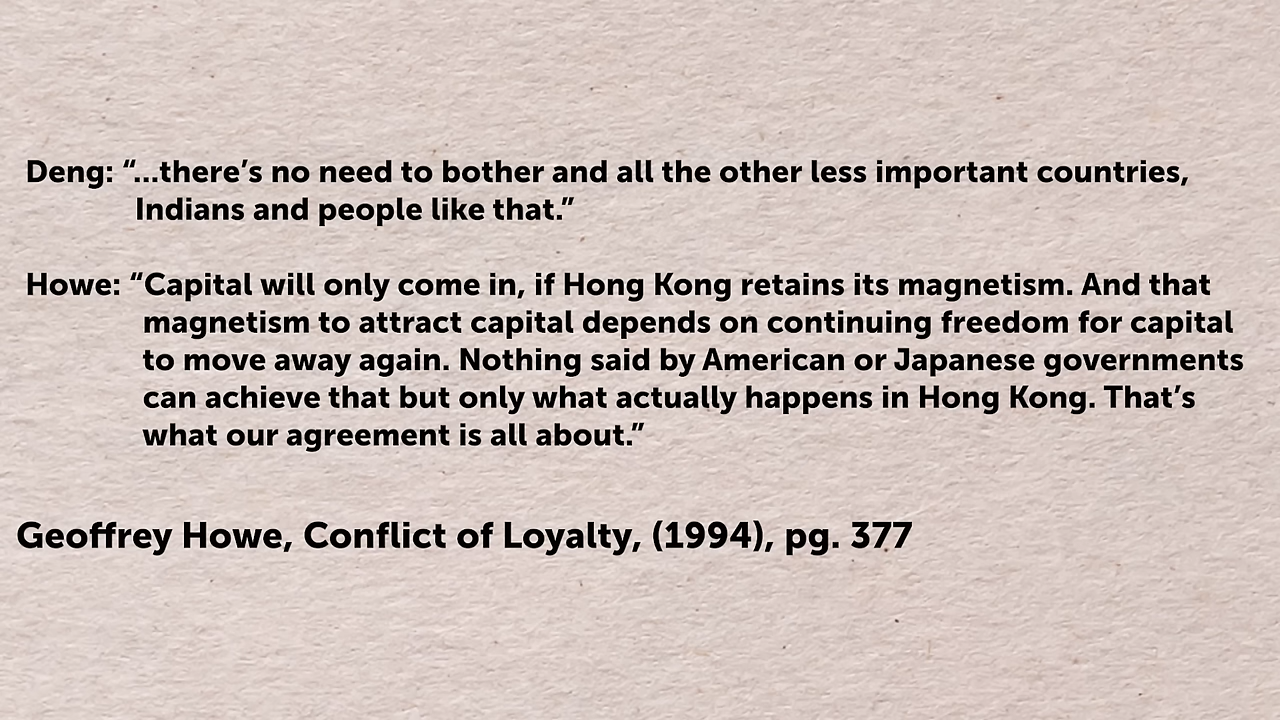 Deng: “...there’s no need to bother and all the other less important countries,
Indians and people like that.”
Howe: “Capital will only come in, if Hong Kong retains its magnetism. And that
magnetism to attract capital depends on continuing freedom for capital
to move away again. Nothing said by American or Japanese governments
can achieve that but only what actually happens in Hong Kong. That’s
what our agreement is all about.”
Geoffrey Howe, Conflict of Loyalty, (1994), pg. 377